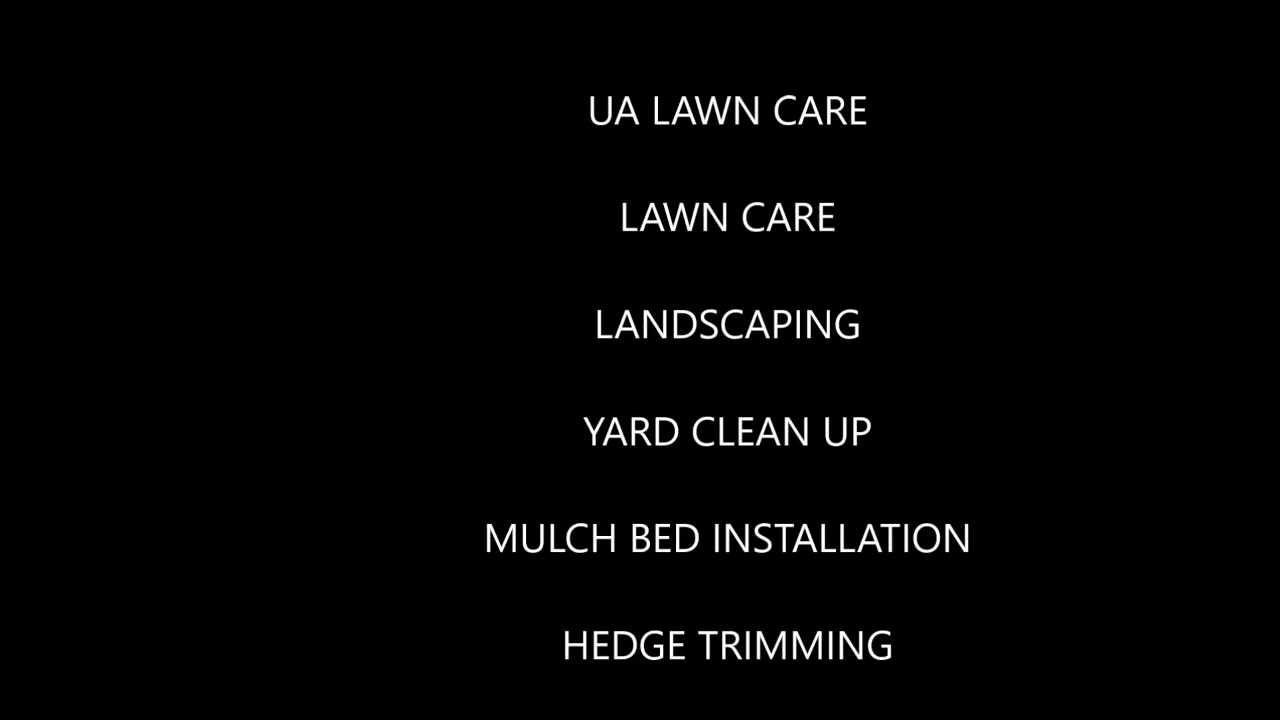 UA LAWN CARE
LAWN CARE
LANDSCAPING
YARD CLEAN UP
MULCH BED INSTALLATION
HEDGE TRIMMING